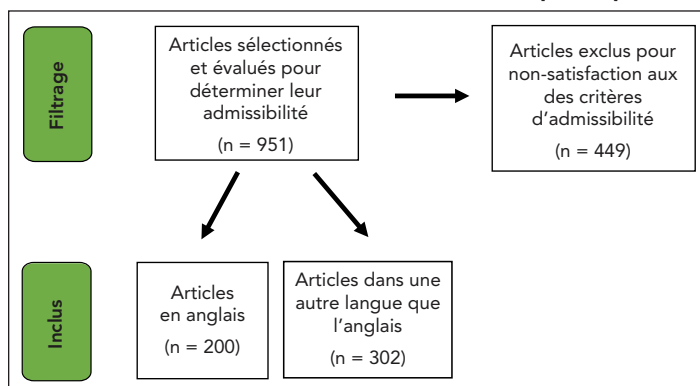 Filtrage
Articles sélectionnés
et évalués pour
déterminer leur
admissibilité
(n = 951)
Articles exclus pour
non-satisfaction aux
des critères
d'admissibilité
(n = 449)
Inclus
Articles
en anglais
(n = 200)
Articles dans une
autre langue que
l'anglais
(n = 302)